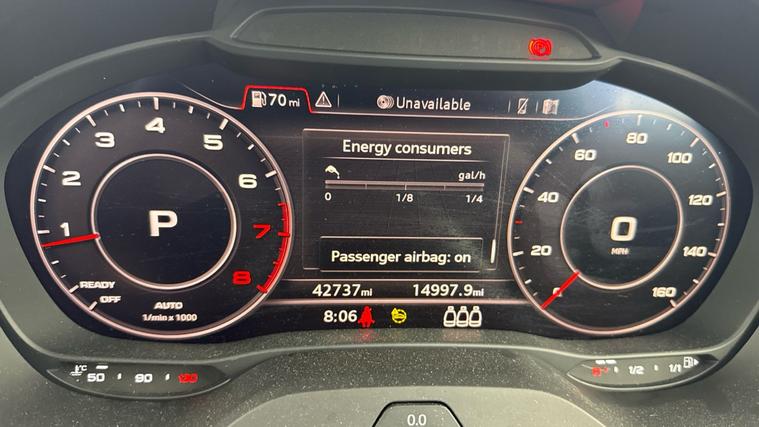 70 mi
Unavailable
Energy consumers
gal/h
0 1/8 1/4
Passenger airbag: on
42737mi 14997.9mi
8:06
1 2 3 4 5 6 7 8
P
READY
OFF
AUTO
1/min x 1000
20 40 60 80 100 120 140 160
0
MPH
°C
50 90 130
1/2 1/1
0.0